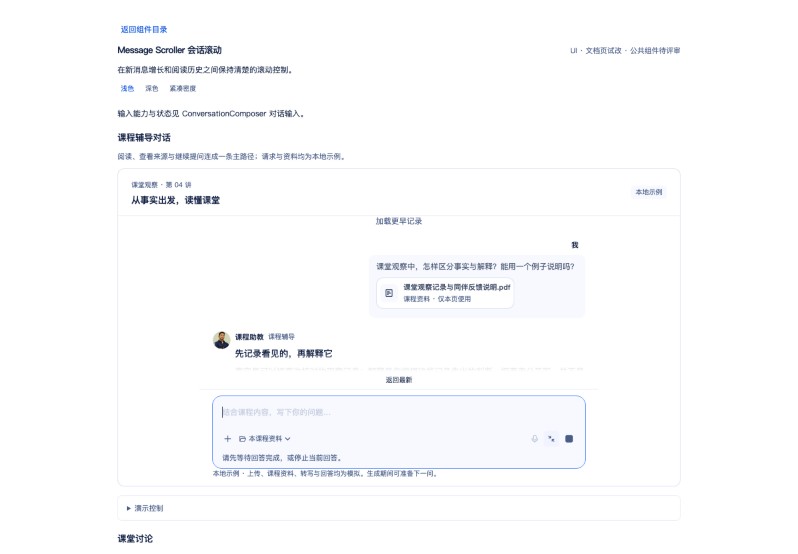 返回组件目录
Message Scroller 会话滚动
UI · 文档页试改 · 公共组件待评审
在新消息增长和阅读历史之间保持清楚的滚动控制。
浅色 深色 紧凑密度
输入能力与状态见 ConversationComposer 对话输入。
课程辅导对话
阅读、查看来源与继续提问连成一条主路径；请求与资料均为本地示例。
课堂观察 · 第 04 讲
从事实出发，读懂课堂
本地示例
加载更早记录
我
课堂观察中，怎样区分事实与解释？能用一个例子说明吗？
课堂观察记录与同伴反馈说明.pdf
课程资料 · 仅本页使用
课程助教 课程辅导
先记录看见的，再解释它
返回最新
结合课程内容，写下你的问题...
本课程资料
请先等待回答完成，或停止当前回答。
本地示例 · 上传、课程资料、转写与回答均为模拟。生成期间可准备下一问。
演示控制
课堂讨论